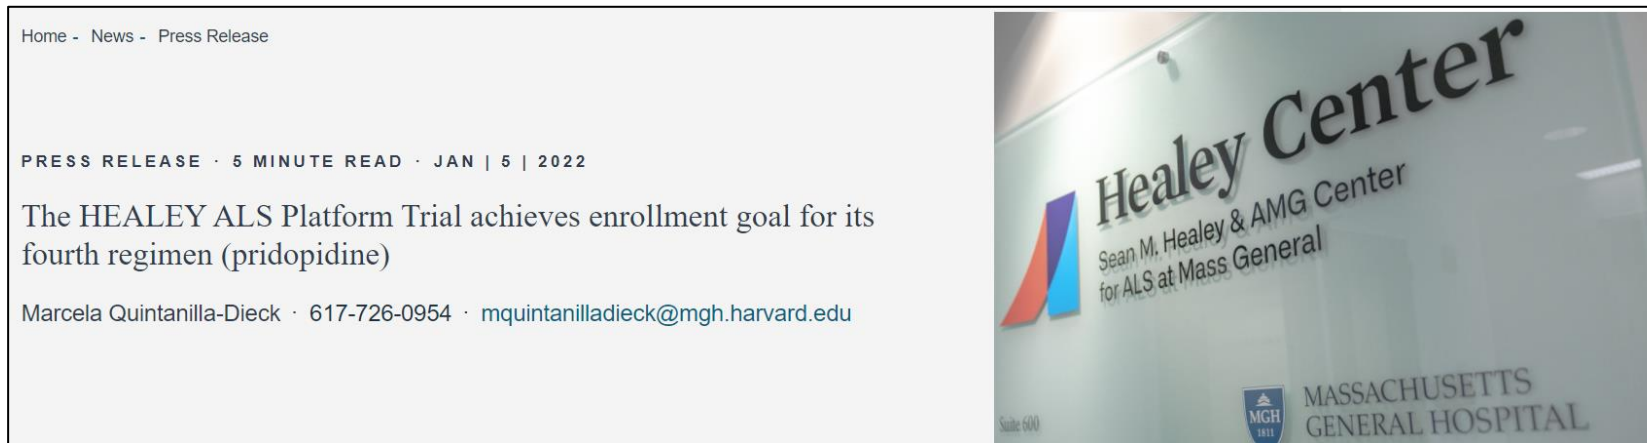 Home - News - Press Release
PRESS RELEASE · 5 MINUTE READ · JAN | 5 | 2022
The HEALEY ALS Platform Trial achieves enrollment goal for its
fourth regimen (pridopidine)
Marcela Quintanilla-Dieck · 617-726-0954 · mquintanilladieck@mgh.harvard.edu
Healey Center
Sean M. Healey & AMG Center
for ALS at Mass General
Suite 600
MGH
1811
MASSACHUSETTS
GENERAL HOSPITAL